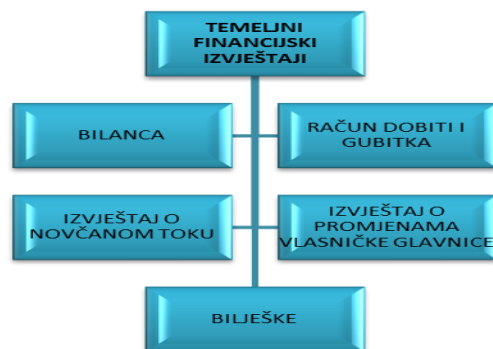 TEMELJNI
FINANCIJSKI
IZVJEŠTAJI
BILANCA
RAČUN DOBITI I
GUBITKA
IZVJEŠTAJ O
NOVČANOM TOKU
IZVJEŠTAJ O
PROMJENAMA
VLASNIČKE GLAVNICE
BILJEŠKE